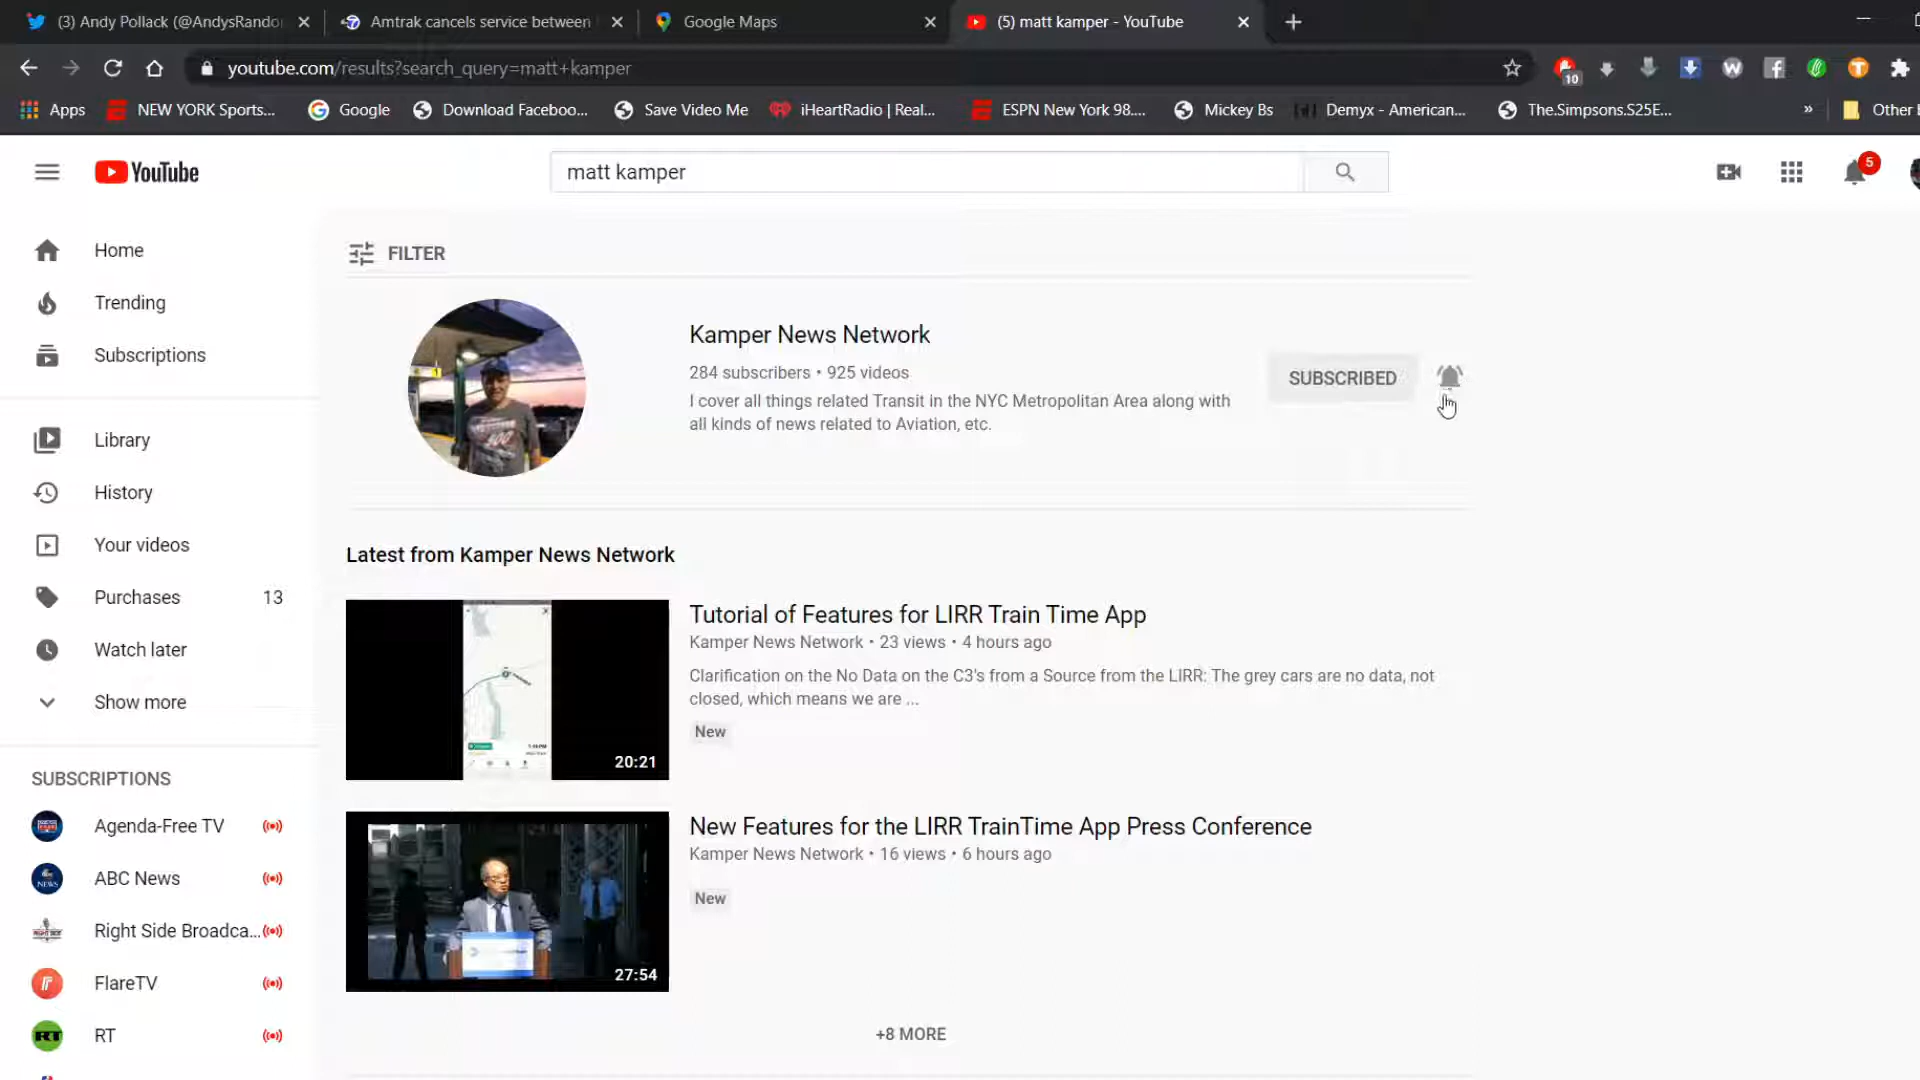 (3) Andy Pollack (@AndysRando
Amtrak cancels service between
Google Maps
(5) matt kamper - YouTube
youtube.com/results?search_query=matt+kamper
10
Apps
NEW YORK Sports...
Google
Download Faceboo...
Save Video Me
iHeartRadio | Real...
ESPN New York 98....
Mickey Bs
Demyx - American...
The.Simpsons.S25E...
»
Other
YouTube
matt kamper
5
Home
Trending
Subscriptions
Library
History
Your videos
Purchases 13
Watch later
Show more
SUBSCRIPTIONS
Agenda-Free TV
ABC News
Right Side Broadca...
FlareTV
RT
FILTER
Kamper News Network
284 subscribers • 925 videos
I cover all things related Transit in the NYC Metropolitan Area along with
all kinds of news related to Aviation, etc.
SUBSCRIBED
Latest from Kamper News Network
Tutorial of Features for LIRR Train Time App
Kamper News Network • 23 views • 4 hours ago
Clarification on the No Data on the C3's from a Source from the LIRR: The grey cars are no data, not
closed, which means we are ...
New
20:21
New Features for the LIRR TrainTime App Press Conference
Kamper News Network • 16 views • 6 hours ago
New
27:54
+8 MORE